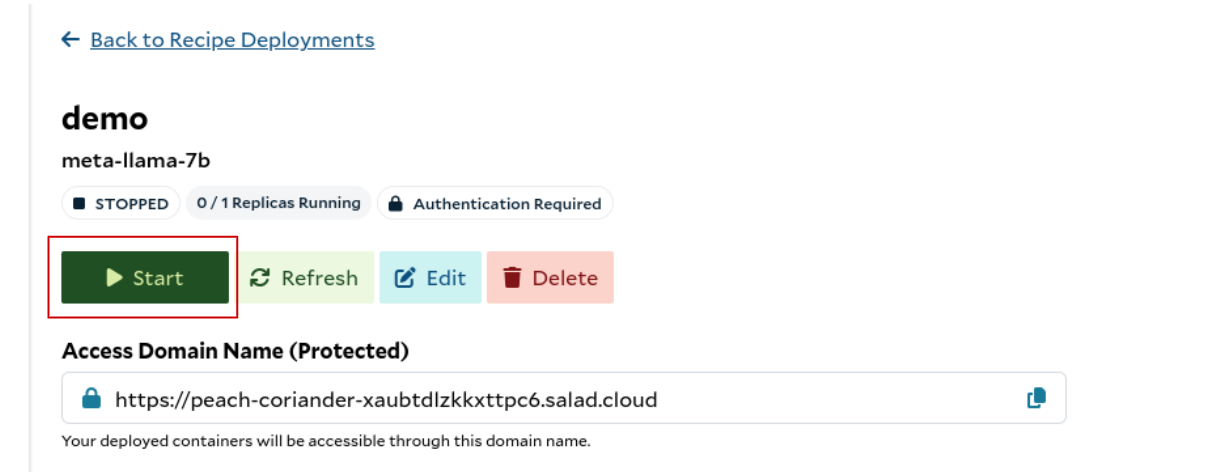 Back to Recipe Deployments
demo
meta-llama-7b
STOPPED 0 / 1 Replicas Running Authentication Required
Start Refresh Edit Delete
Access Domain Name (Protected)
https://peach-coriander-xaubtdlzkkxttpc6.salad.cloud
Your deployed containers will be accessible through this domain name.